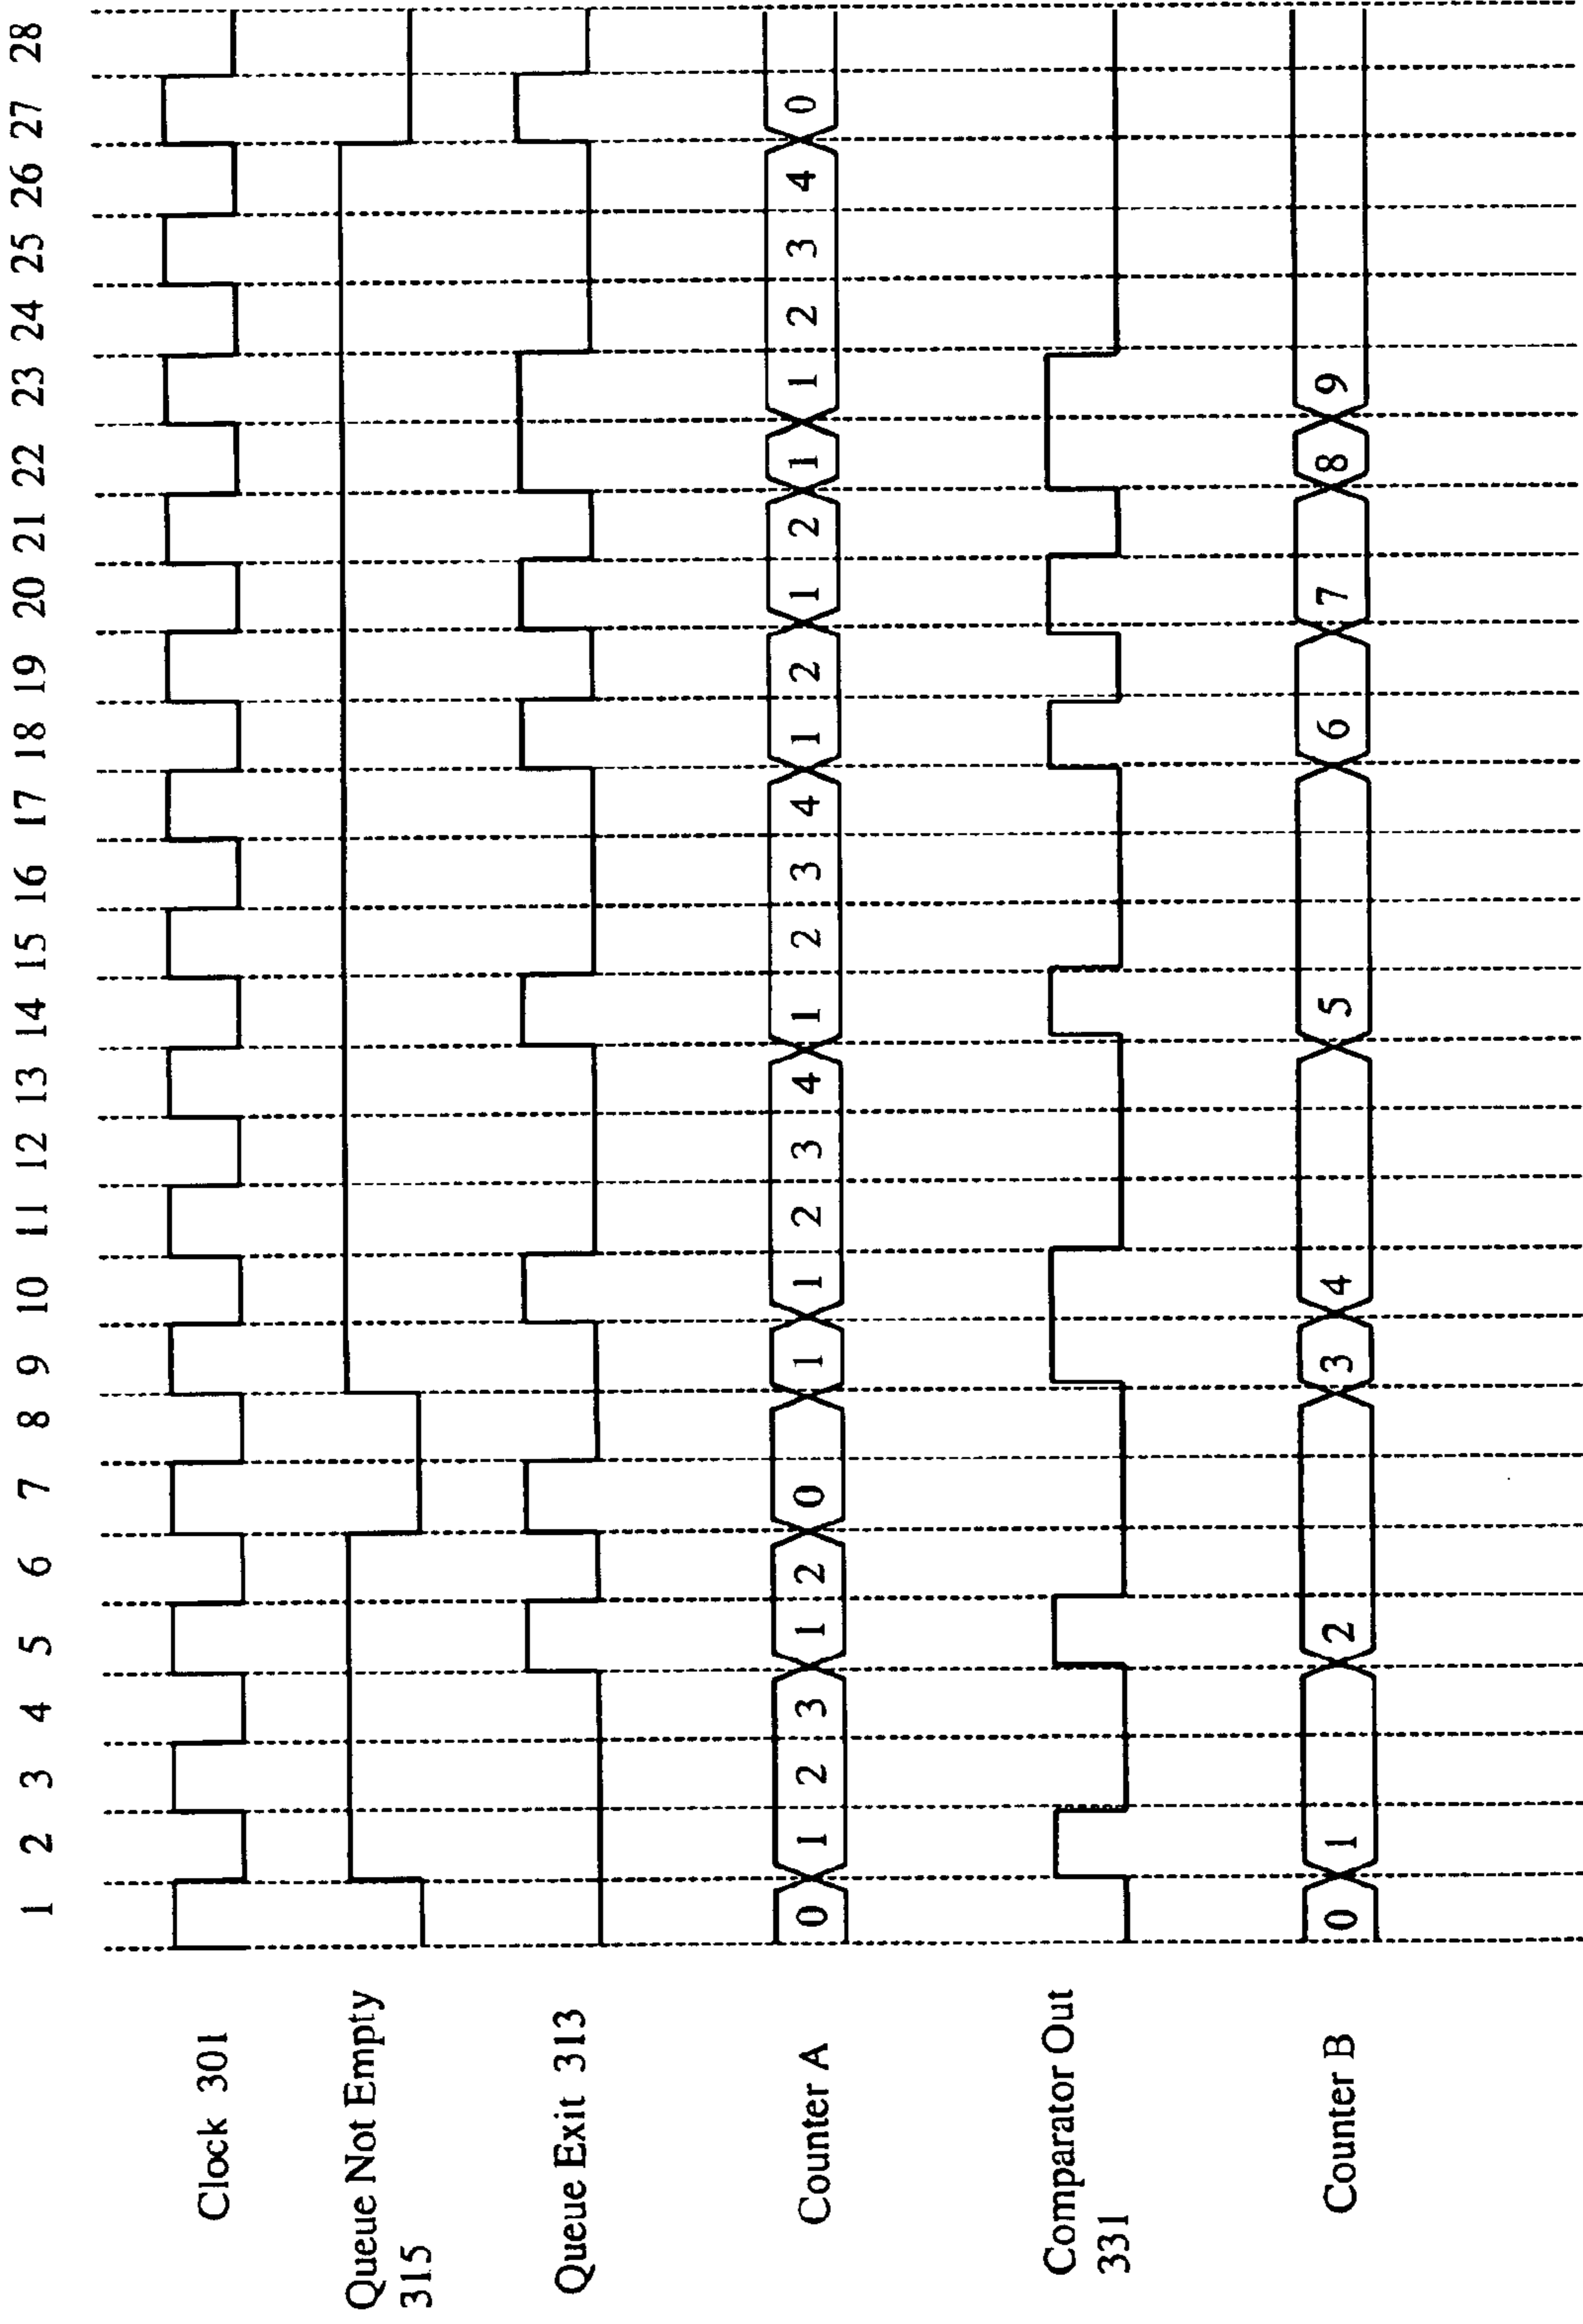 1 2 3 4 5 6 7 8 9 10 11 12 13 14 15 16 17 18 19 20 21 22 23 24 25 26 27 28
Clock 301
Queue Not Empty
315
Queue Exit 313
Counter A 0 1 2 3 1 2 0 1 1 2 3 4 1 2 3 4 1 2 1 2 1 1 2 3 4 0
Comparator Out
331
Counter B 0 1 2 3 4 5 6 7 8 9